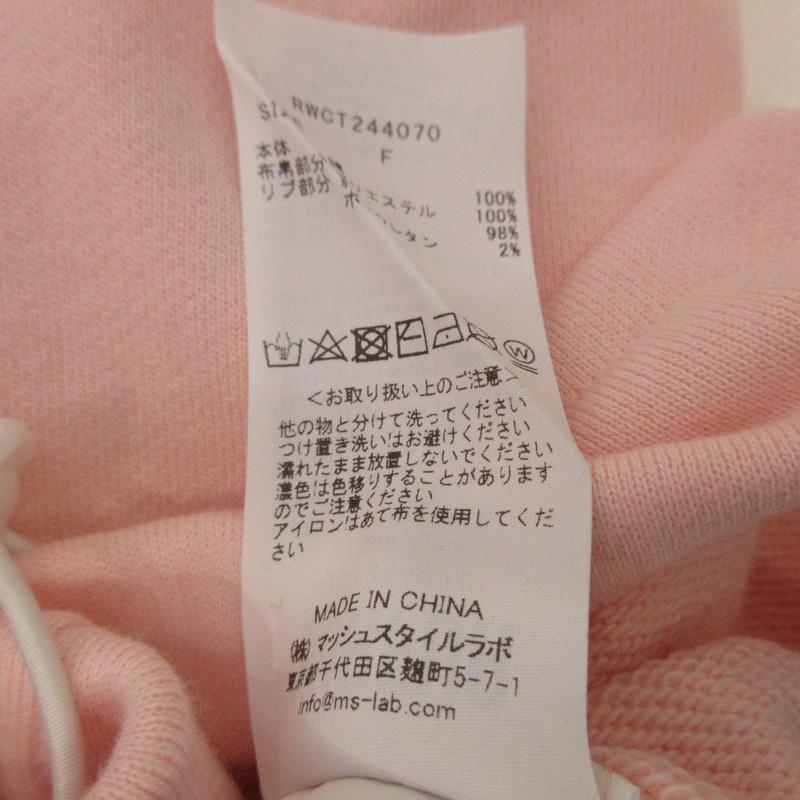 RWCT244070
F
本体
布帛部分
リブ部分
エステル
100%
100%
98%
2%
W
<お取り扱い上のご注意>
他の物と分けて洗ってください
つけ置き洗いはお避けください
濡れたまま放置しないでください
濃色は色移りすることがあります
のでご注意ください
アイロンはあて布を使用してくだ
さい
MADE IN CHINA
(株)マッシュスタイルラボ
東京都千代田区麹町5-7-1
info@ms-lab.com